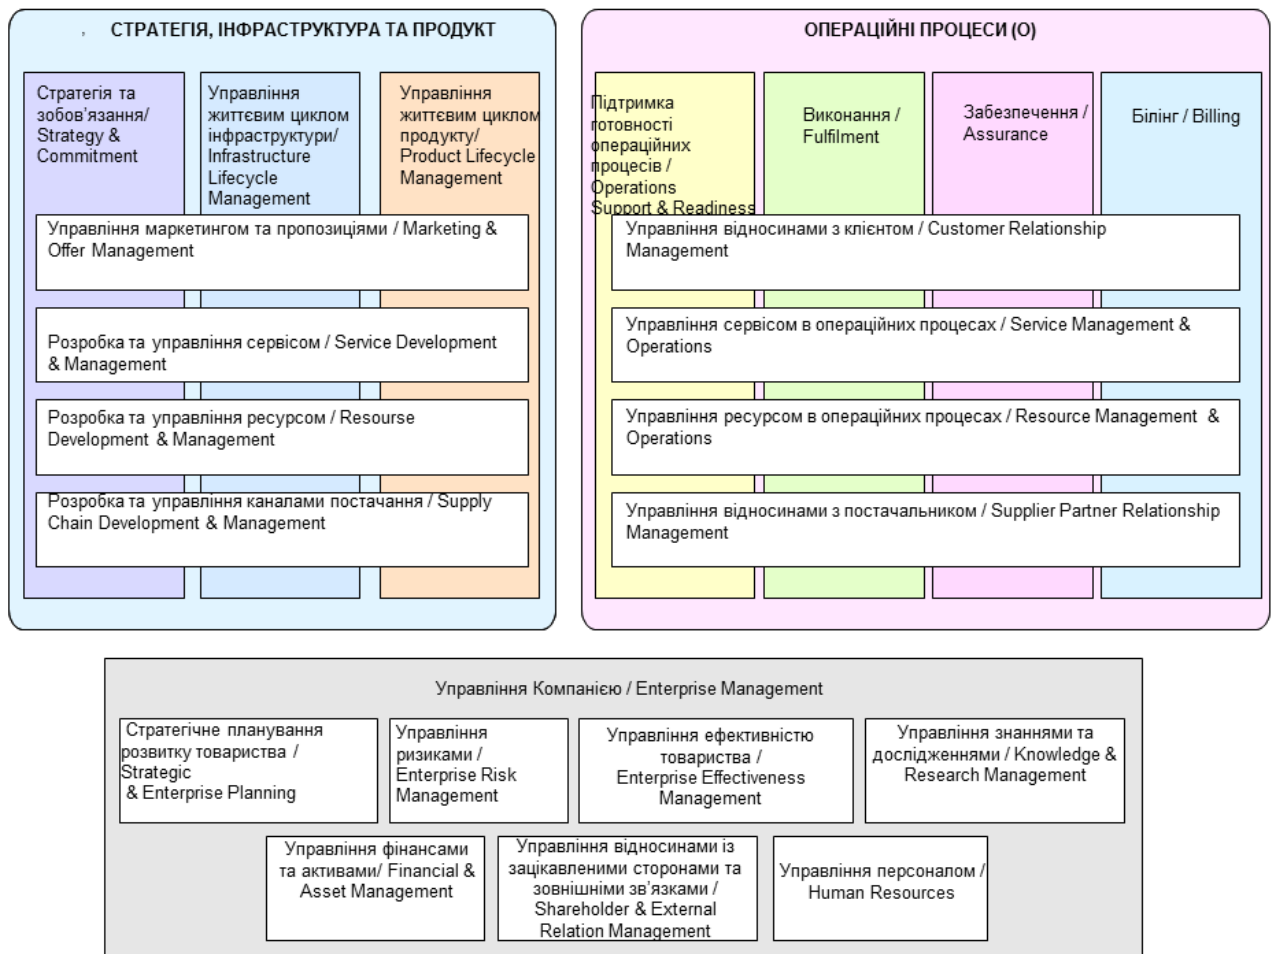 , СТРАТЕГІЯ, ІНФРАСТРУКТУРА ТА ПРОДУКТ
Стратегія та
зобов’язання/
Strategy &
Commitment
Управління
життєвим циклом
інфраструктури/
Infrastructure
Lifecycle
Management
Управління
життєвим циклом
продукту/
Product Lifecycle
Management
Управління маркетингом та пропозиціями / Marketing &
Offer Management
Розробка та управління сервісом / Service Development
& Management
Розробка та управління ресурсом / Resourse
Development & Management
Розробка та управління каналами постачання / Supply
Chain Development & Management
ОПЕРАЦІЙНІ ПРОЦЕСИ (О)
Підтримка
готовності
операційних
процесів /
Operations
Support & Readiness
Виконання /
Fulfilment
Забезпечення /
Assurance
Білінг / Billing
Управління відносинами з клієнтом / Customer Relationship
Management
Управління сервісом в операційних процесах / Service Management &
Operations
Управління ресурсом в операційних процесах / Resource Management &
Operations
Управління відносинами з постачальником / Supplier Partner Relationship
Management
Управління Компанією / Enterprise Management
Стратегічне планування
розвитку товариства /
Strategic
& Enterprise Planning
Управління
ризиками /
Enterprise Risk
Management
Управління ефективністю
товариства /
Enterprise Effectiveness
Management
Управління знаннями та
дослідженнями / Knowledge &
Research Management
Управління фінансами
та активами/ Financial &
Asset Management
Управління відносинами із
зацікавленими сторонами та
зовнішніми зв’язками /
Shareholder & External
Relation Management
Управління персоналом /
Human Resources